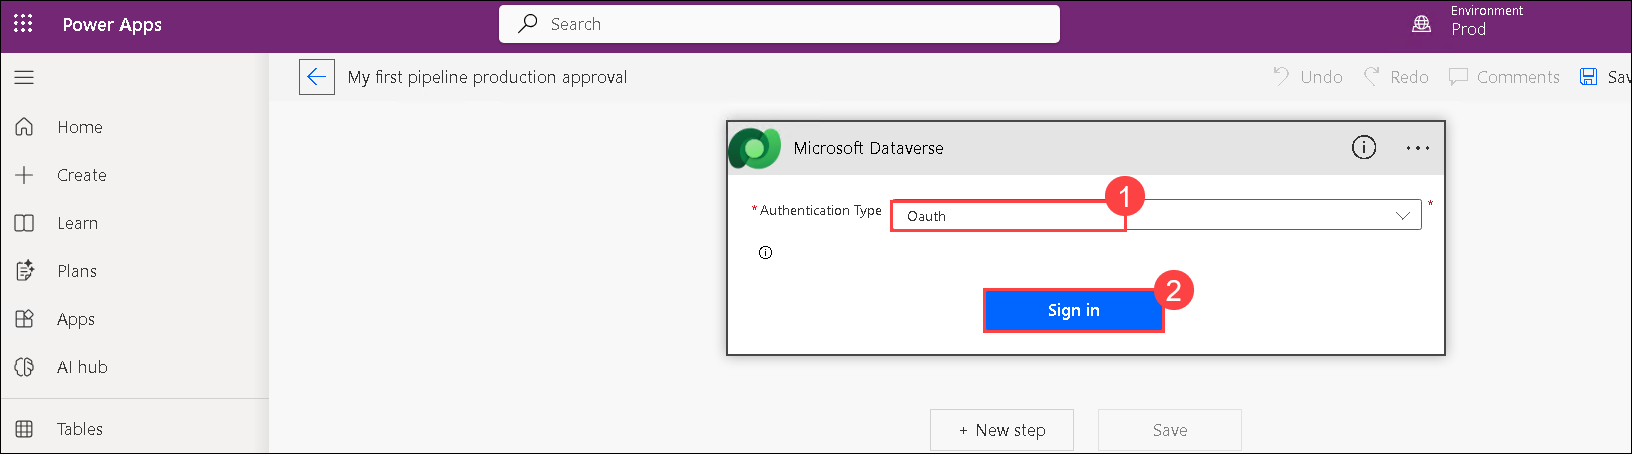 Power Apps
Search
Environment
Prod
My first pipeline production approval
Undo
Redo
Comments
Sav
Home
Create
Learn
Plans
Apps
AI hub
Tables
Microsoft Dataverse
1
* Authentication Type
Oauth
*
2
Sign in
+ New step
Save